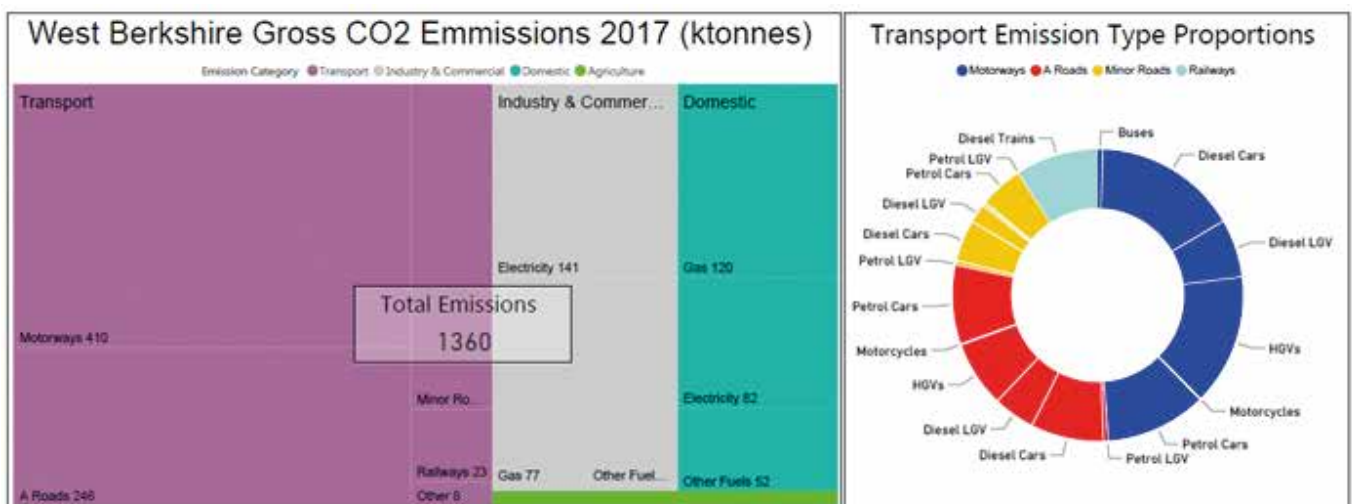 West Berkshire Gross CO2 Emmissions 2017 (ktonnes)
Emission Category Transport Industry & Commercial Domestic Agriculture
Transport
Industry & Commer...
Domestic
Electricity 141
Gas 120
Total Emissions
1360
Motorways 410
Minor Ro...
Electricity 82
Railways 23
Gas 77
Other Fuel...
Other Fuels 52
A Roads 246
Other 8
Transport Emission Type Proportions
Motorways A Roads Minor Roads Railways
Buses
Diesel Cars
Diesel LGV
HGVs
Motorcycles
Petrol Cars
Petrol LGV
Diesel Cars
Diesel LGV
HGVs
Motorcycles
Petrol Cars
Petrol LGV
Diesel Cars
Diesel LGV
Petrol Cars
Petrol LGV
Diesel Trains